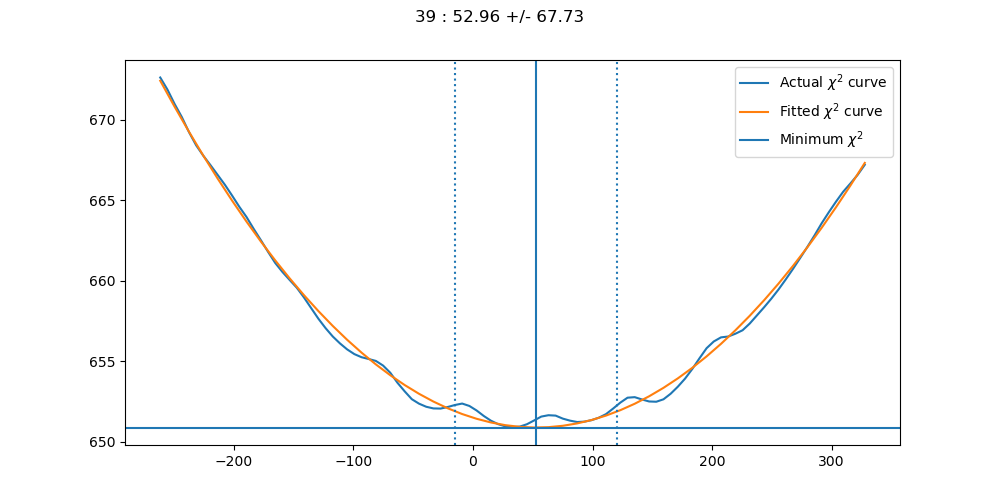 39 : 52.96 +/- 67.73
Actual χ² curve
Fitted χ² curve
Minimum χ²
670
665
660
655
650
−200
−100
0
100
200
300